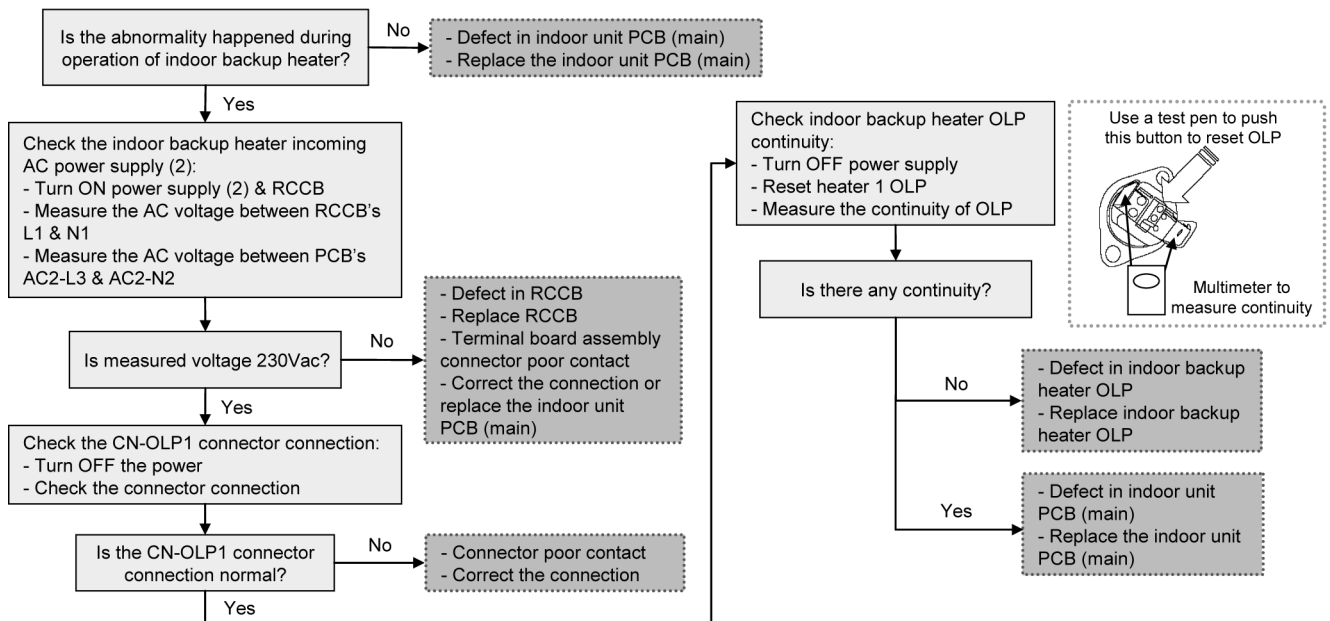 Is the abnormality happened during
operation of indoor backup heater?
No
- Defect in indoor unit PCB (main)
- Replace the indoor unit PCB (main)
Yes
Check the indoor backup heater incoming
AC power supply (2):
- Turn ON power supply (2) & RCCB
- Measure the AC voltage between RCCB's
L1 & N1
- Measure the AC voltage between PCB's
AC2-L3 & AC2-N2
Is measured voltage 230Vac?
No
- Defect in RCCB
- Replace RCCB
- Terminal board assembly
connector poor contact
- Correct the connection or
replace the indoor unit
PCB (main)
Yes
Check the CN-OLP1 connector connection:
- Turn OFF the power
- Check the connector connection
Is the CN-OLP1 connector
connection normal?
No
- Connector poor contact
- Correct the connection
Yes
Check indoor backup heater OLP
continuity:
- Turn OFF power supply
- Reset heater 1 OLP
- Measure the continuity of OLP
Use a test pen to push
this button to reset OLP
Multimeter to
measure continuity
Is there any continuity?
No
- Defect in indoor backup
heater OLP
- Replace indoor backup
heater OLP
Yes
- Defect in indoor unit
PCB (main)
- Replace the indoor unit
PCB (main)